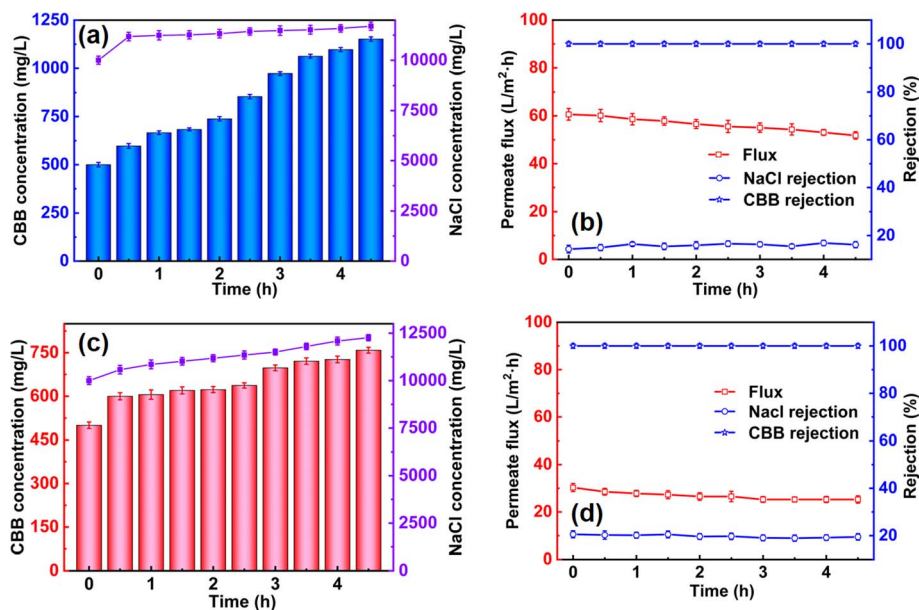 (a)
CBB concentration (mg/L)
1250
1000
750
500
250
0
12500
10000
7500
5000
2500
0
NaCl concentration (mg/L)
0 1 2 3 4
Time (h)
(b)
Permeate flux (L/m²·h)
100
80
60
40
20
0
Flux
NaCl rejection
CBB rejection
100
80
60
40
20
Rejection (%)
0 1 2 3 4
Time (h)
(c)
CBB concentration (mg/L)
750
600
450
300
150
0
12500
10000
7500
5000
2500
0
NaCl concentration (mg/L)
0 1 2 3 4
Time (h)
(d)
Permeate flux (L/m²·h)
100
80
60
40
20
0
Flux
Nacl rejection
CBB rejection
100
80
60
40
20
Rejection (%)
0 1 2 3 4
Time (h)